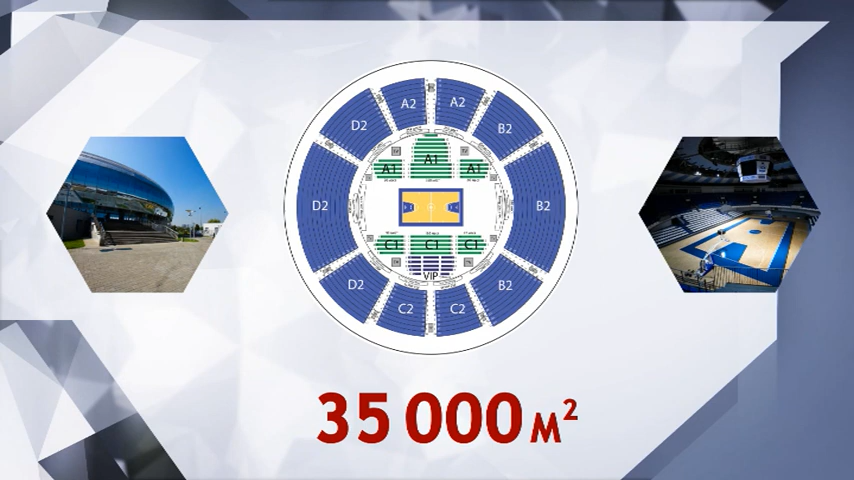 A2 A2
D2 B2
A1
A1 A1
D2 B2
C1 C1 C1
VIP
D2 B2
C2 C2
35 000 м²